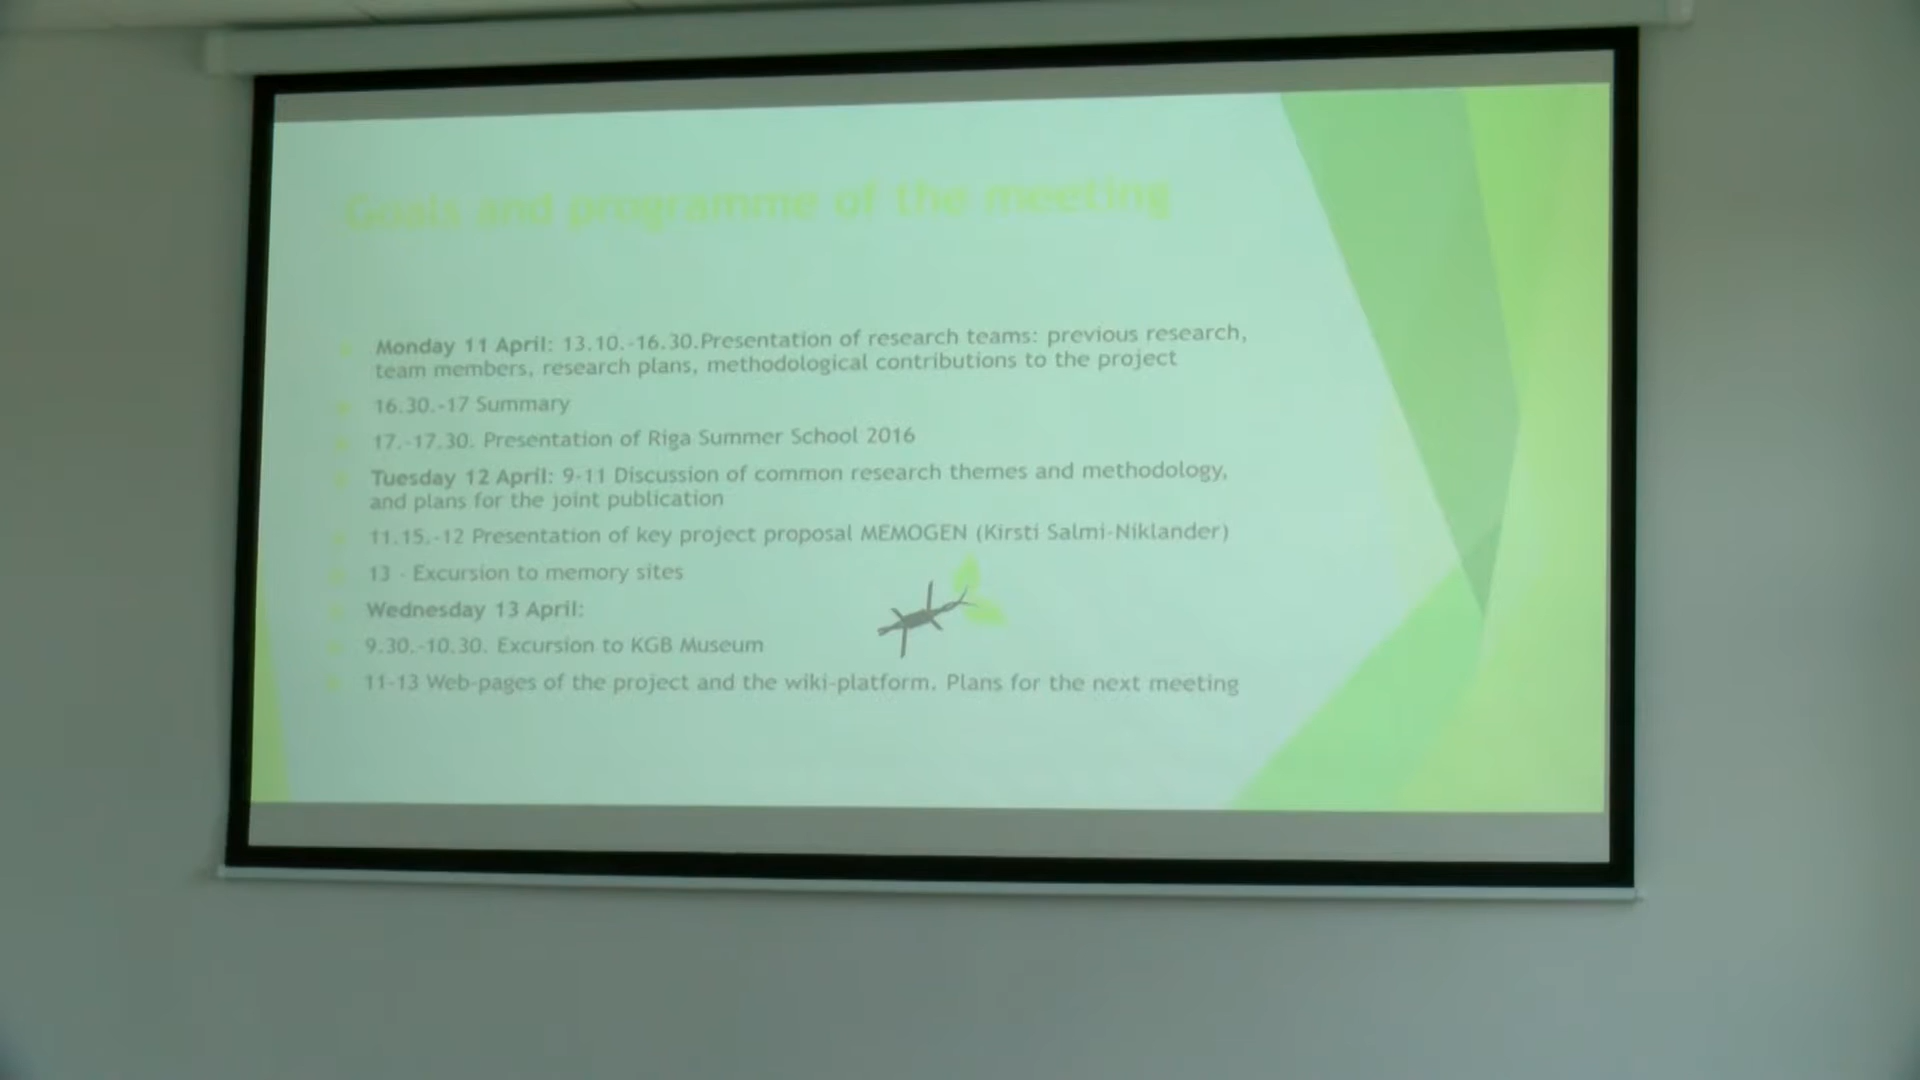 Goals and programme of the meeting
Monday 11 April: 13.10.-16.30.Presentation of research teams: previous research,
team members, research plans, methodological contributions to the project
16.30.-17 Summary
17.-17.30. Presentation of Riga Summer School 2016
Tuesday 12 April: 9-11 Discussion of common research themes and methodology,
and plans for the joint publication
11.15.-12 Presentation of key project proposal MEMOGEN (Kirsti Salmi-Niklander)
13 - Excursion to memory sites
Wednesday 13 April:
9.30.-10.30. Excursion to KGB Museum
11-13 Web-pages of the project and the wiki-platform. Plans for the next meeting